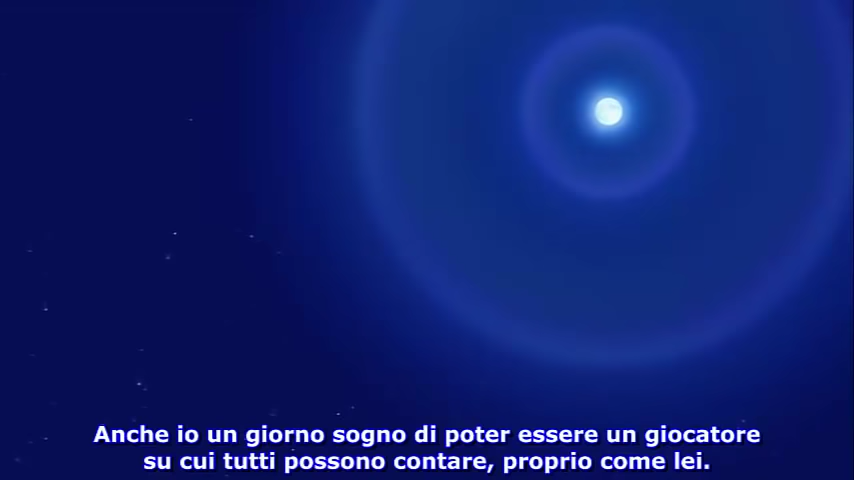 Anche io un giorno sogno di poter essere un giocatore
su cui tutti possono contare, proprio come lei.